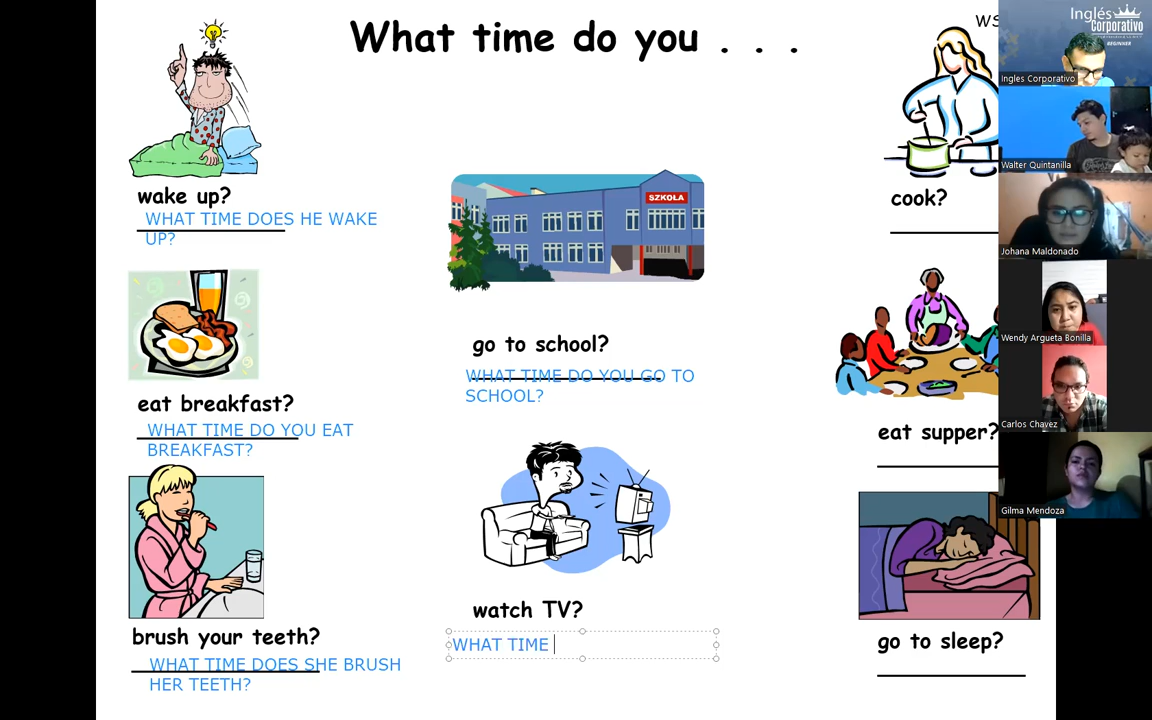 What time do you . . .
WS
wake up?
WHAT TIME DOES HE WAKE
UP?
eat breakfast?
WHAT TIME DO YOU EAT
BREAKFAST?
brush your teeth?
WHAT TIME DOES SHE BRUSH
HER TEETH?
SZKOŁA
go to school?
WHAT TIME DO YOU GO TO
SCHOOL?
watch TV?
WHAT TIME
cook?
eat supper?
go to sleep?
Inglés
Corporativo
BEGINNER
Ingles Corporativo
Walter Quintanilla
Johana Maldonado
Wendy Argueta Bonilla
Carlos Chavez
Gilma Mendoza